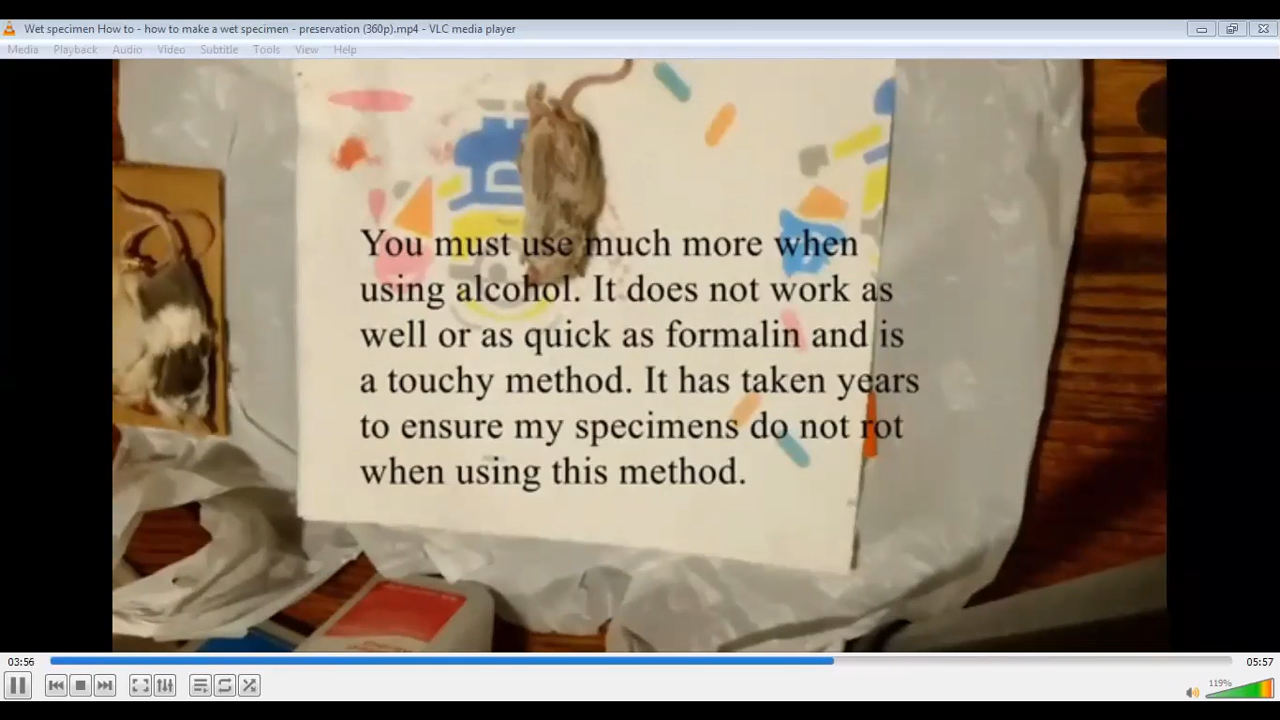 Wet specimen How to - how to make a wet specimen - preservation (360p).mp4 - VLC media player
Media Playback Audio Video Subtitle Tools View Help
You must use much more when
using alcohol. It does not work as
well or as quick as formalin and is
a touchy method. It has taken years
to ensure my specimens do not rot
when using this method.
03:56 05:57
119%